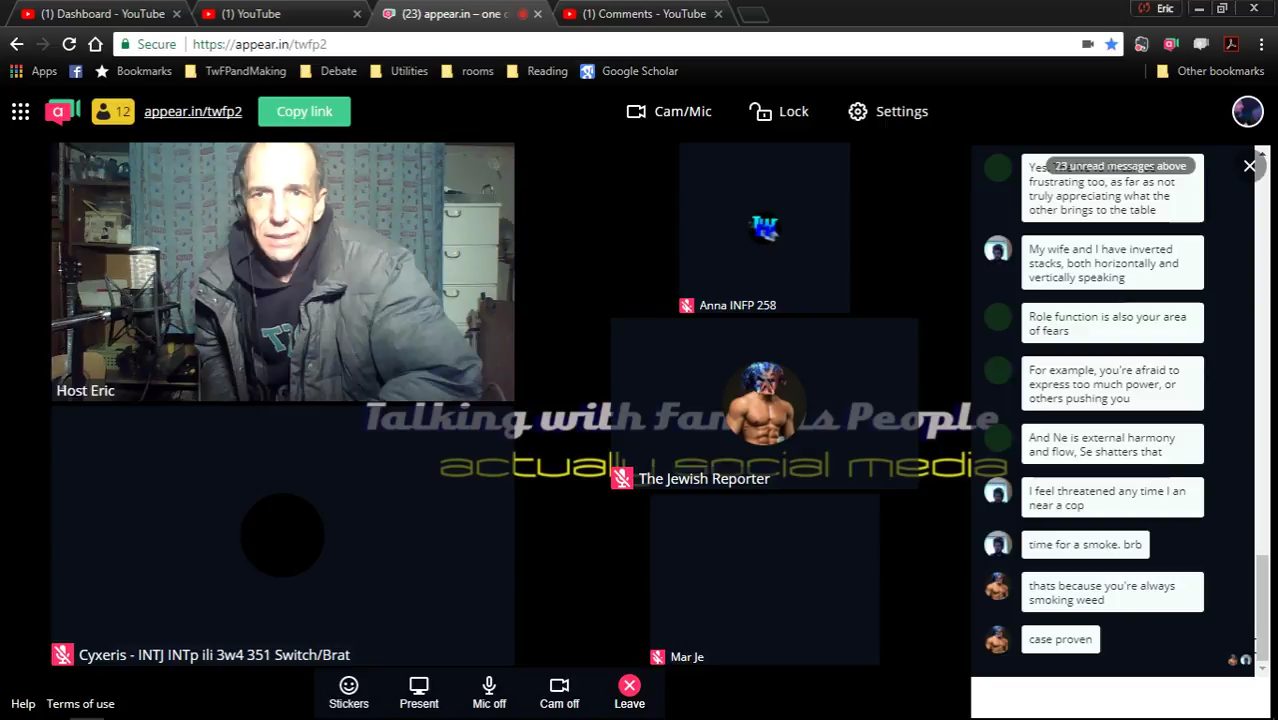 (1) Dashboard - YouTube
(1) YouTube
(23) appear.in – one c
(1) Comments - YouTube
Eric
Secure
https://appear.in/twfp2
Apps
Bookmarks
TwFPandMaking
Debate
Utilities
rooms
Reading
Google Scholar
Other bookmarks
a
12
appear.in/twfp2
Copy link
Cam/Mic
Lock
Settings
Host Eric
Anna INFP 258
The Jewish Reporter
Talking with Fam s People
actually social media
Cyxeris - INTJ INTp ili 3w4 351 Switch/Brat
Mar Je
23 unread messages above
frustrating too, as far as not
truly appreciating what the
other brings to the table
My wife and I have inverted
stacks, both horizontally and
vertically speaking
Role function is also your area
of fears
For example, you're afraid to
express too much power, or
others pushing you
And Ne is external harmony
and flow, Se shatters that
I feel threatened any time I an
near a cop
time for a smoke. brb
thats because you're always
smoking weed
case proven
Help
Terms of use
Stickers
Present
Mic off
Cam off
Leave